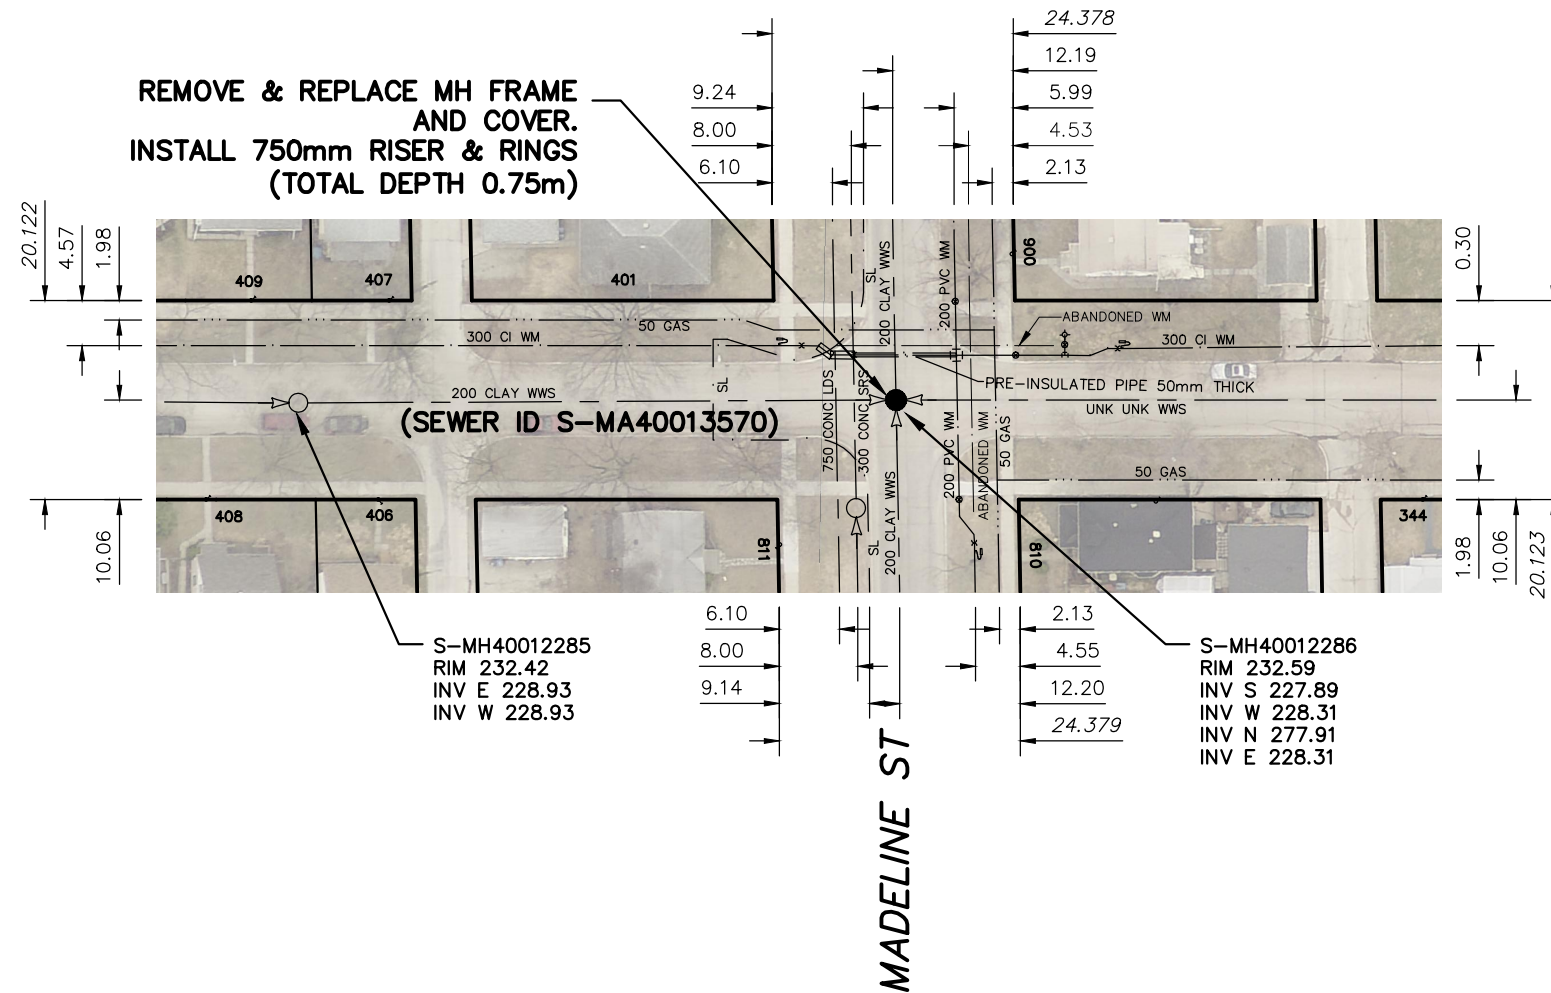 24.378
12.19
9.24
5.99
8.00
4.53
6.10
2.13
REMOVE & REPLACE MH FRAME
AND COVER.
INSTALL 750mm RISER & RINGS
(TOTAL DEPTH 0.75m)
20.122
4.57
1.98
0.30
409
407
401
900
SL
200 CLAY WWS
200 PVC WM
50 GAS
300 CI WM
ABANDONED WM
300 CI WM
PRE-INSULATED PIPE 50mm THICK
SL
200 CLAY WWS
UNK UNK WWS
(SEWER ID S-MA40013570)
750 CONC LDS
300 CONC SRS
200 PVC WM
ABANDONED WM
50 GAS
50 GAS
408
406
811
SL
200 CLAY WWS
810
344
10.06
1.98
10.06
20.123
6.10
2.13
8.00
4.55
9.14
12.20
24.379
S-MH40012285
RIM 232.42
INV E 228.93
INV W 228.93
S-MH40012286
RIM 232.59
INV S 227.89
INV W 228.31
INV N 277.91
INV E 228.31
MADELINE ST